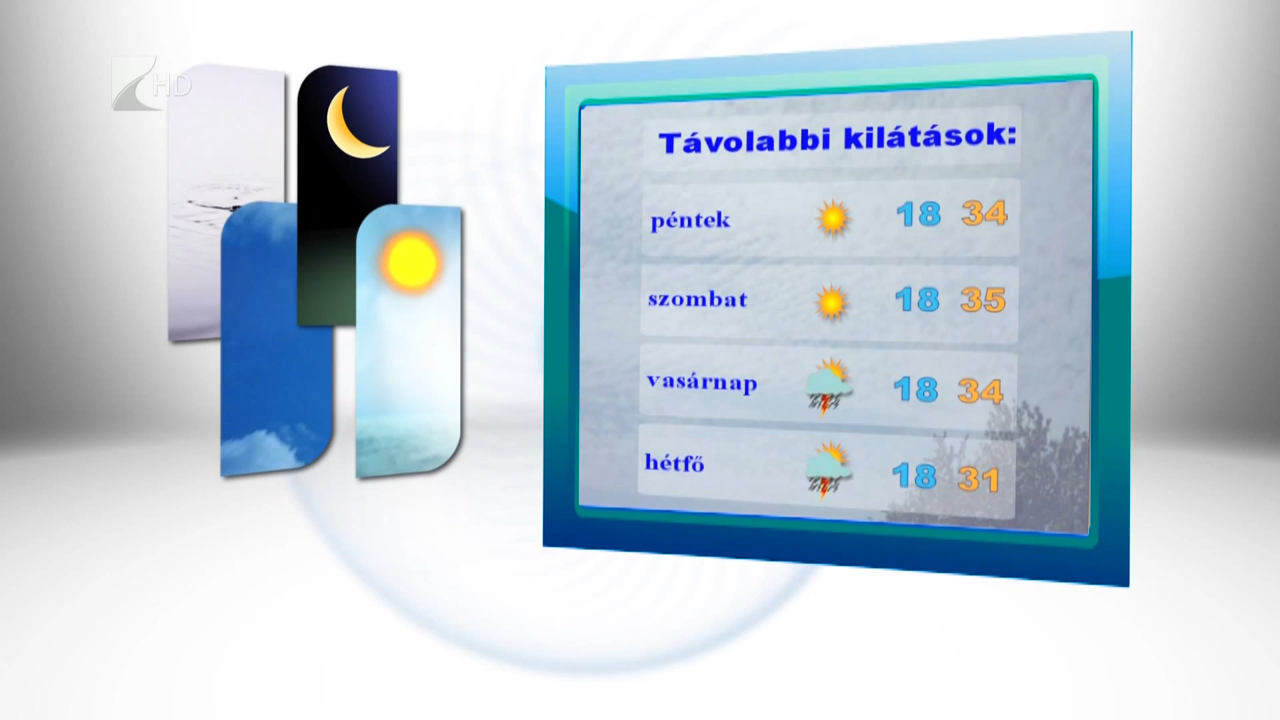 HD
Távolabbi kilátások:
péntek 18 34
szombat 18 35
vasárnap 18 34
hétfő 18 31